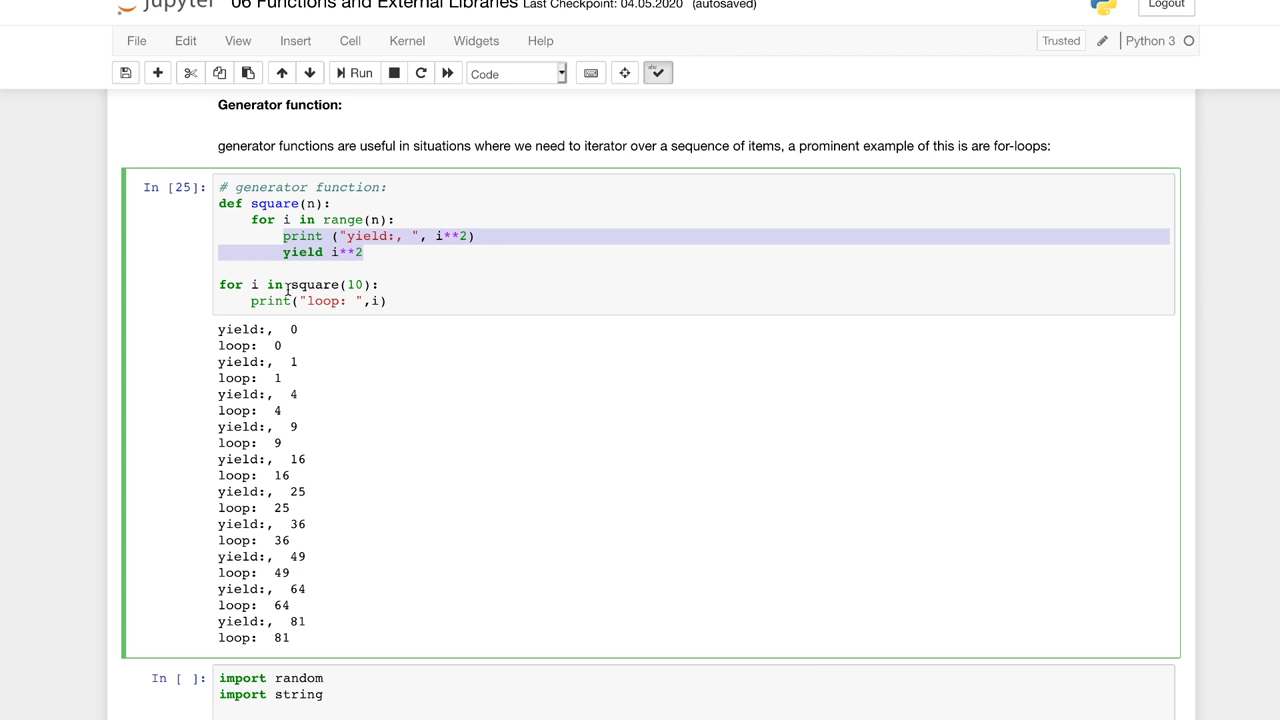 jupyter 06 Functions and External Libraries Last Checkpoint: 04.05.2020 (autosaved) Logout
File Edit View Insert Cell Kernel Widgets Help Trusted Python 3
Run Code
Generator function:
generator functions are useful in situations where we need to iterator over a sequence of items, a prominent example of this is are for-loops:
In [25]: # generator function:
def square(n):
    for i in range(n):
        print ("yield:, ", i**2)
        yield i**2
for i in square(10):
    print("loop: ",i)
yield:,  0
loop:  0
yield:,  1
loop:  1
yield:,  4
loop:  4
yield:,  9
loop:  9
yield:,  16
loop:  16
yield:,  25
loop:  25
yield:,  36
loop:  36
yield:,  49
loop:  49
yield:,  64
loop:  64
yield:,  81
loop:  81
In [ ]: import random
import string